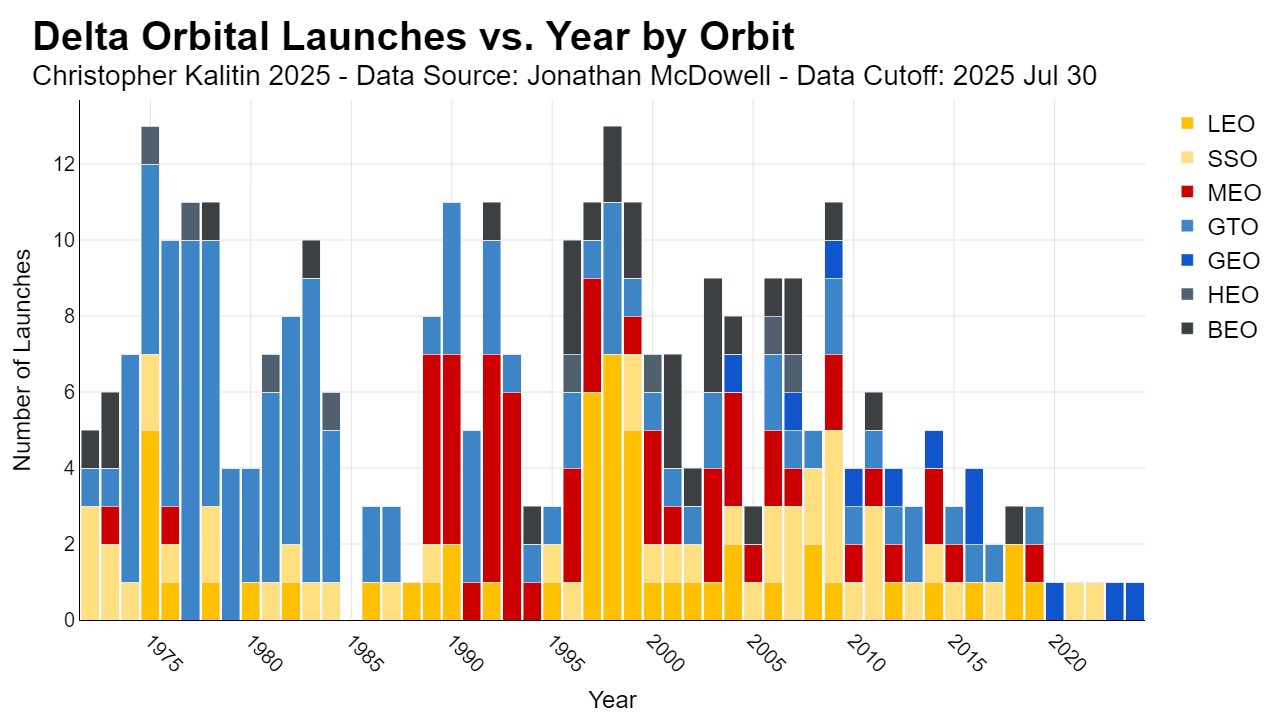 Delta Orbital Launches vs. Year by Orbit
Christopher Kalitin 2025 - Data Source: Jonathan McDowell - Data Cutoff: 2025 Jul 30
LEO
SSO
MEO
GTO
GEO
HEO
BEO
Number of Launches
12
10
8
6
4
2
0
1975
1980
1985
1990
1995
2000
2005
2010
2015
2020
Year